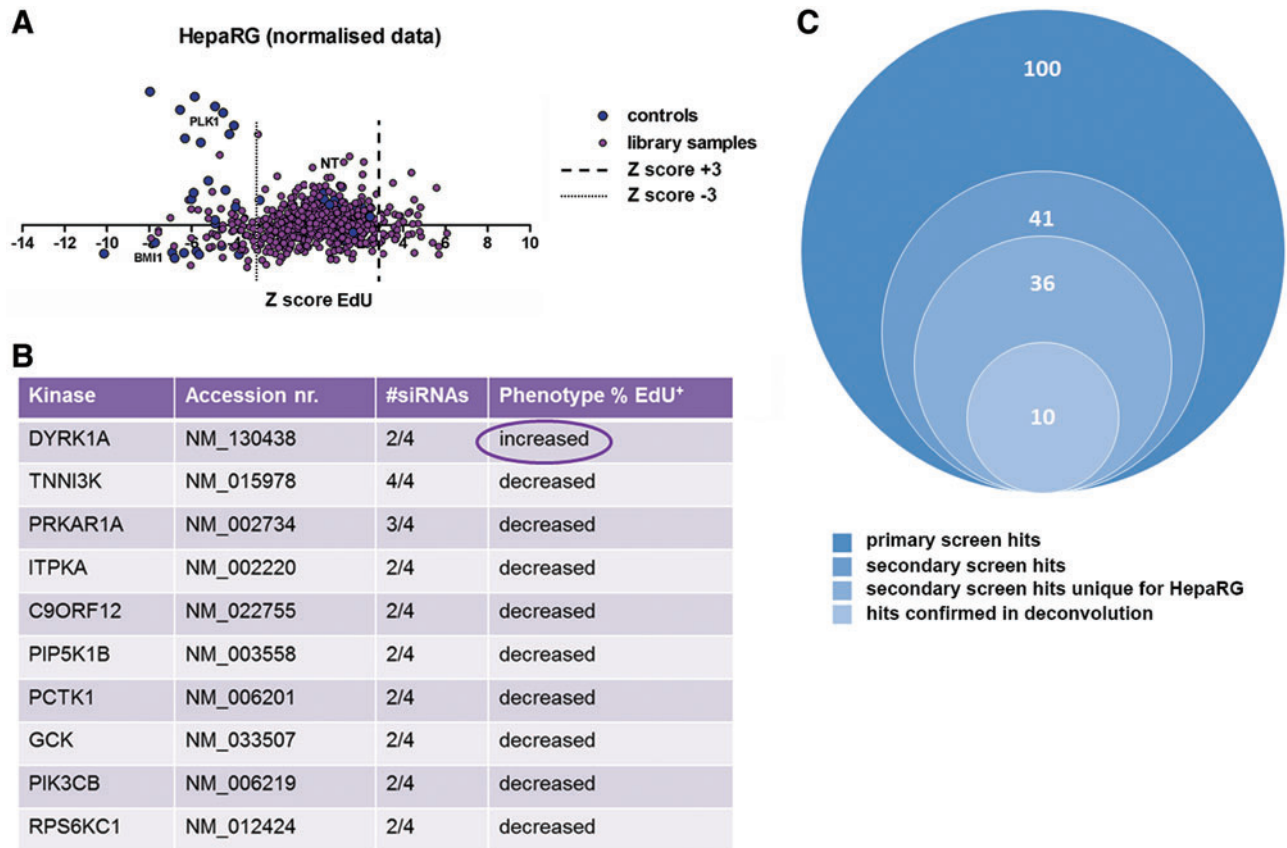 A
HepaRG (normalised data)
PLK1
NT
BMI1
-14 -12 -10 -8 -6 -4 -2 0 2 4 6 8 10
Z score EdU
controls
library samples
Z score +3
Z score -3
B
Kinase Accession nr. #siRNAs Phenotype % EdU+
DYRK1A NM_130438 2/4 increased
TNNI3K NM_015978 4/4 decreased
PRKAR1A NM_002734 3/4 decreased
ITPKA NM_002220 2/4 decreased
C9ORF12 NM_022755 2/4 decreased
PIP5K1B NM_003558 2/4 decreased
PCTK1 NM_006201 2/4 decreased
GCK NM_033507 2/4 decreased
PIK3CB NM_006219 2/4 decreased
RPS6KC1 NM_012424 2/4 decreased
C
100
41
36
10
primary screen hits
secondary screen hits
secondary screen hits unique for HepaRG
hits confirmed in deconvolution